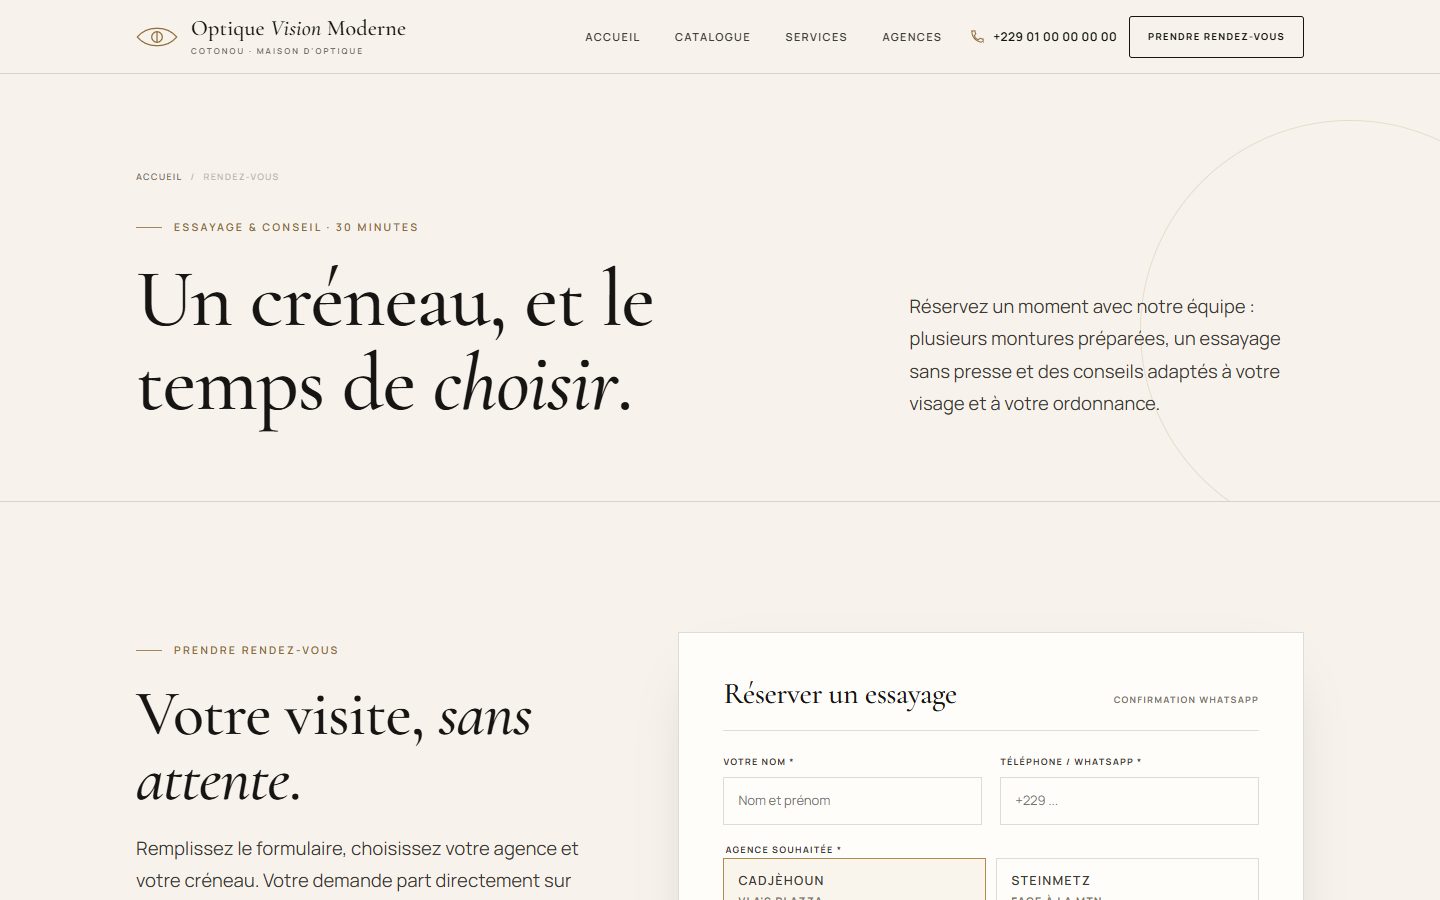 Optique Vision Moderne
COTONOU · MAISON D'OPTIQUE
ACCUEIL
CATALOGUE
SERVICES
AGENCES
+229 01 00 00 00 00
PRENDRE RENDEZ-VOUS
ACCUEIL / RENDEZ-VOUS
ESSAYAGE & CONSEIL · 30 MINUTES
Un créneau, et le
temps de choisir.
Réservez un moment avec notre équipe :
plusieurs montures préparées, un essayage
sans presse et des conseils adaptés à votre
visage et à votre ordonnance.
PRENDRE RENDEZ-VOUS
Votre visite, sans
attente.
Remplissez le formulaire, choisissez votre agence et
votre créneau. Votre demande part directement sur
Réserver un essayage
CONFIRMATION WHATSAPP
VOTRE NOM *
Nom et prénom
TÉLÉPHONE / WHATSAPP *
+229 ...
AGENCE SOUHAITÉE *
CADJÈHOUN
STEINMETZ